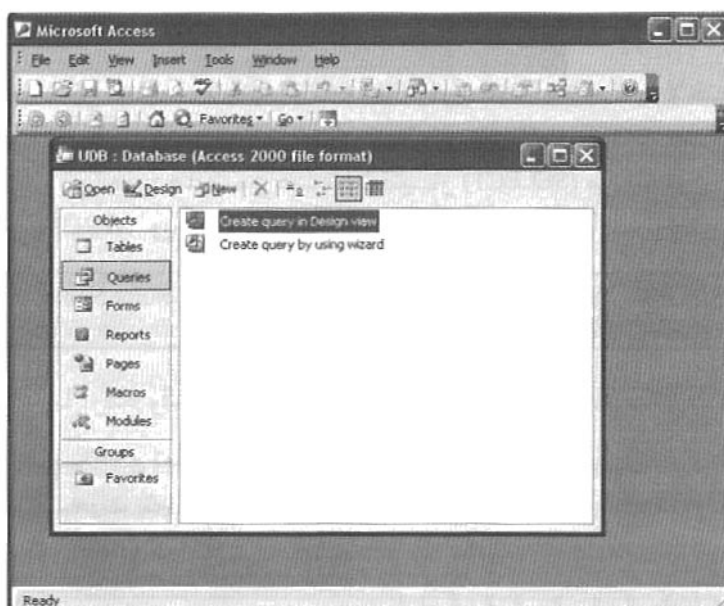 Microsoft Access
File Edit View Insert Tools Window Help
Favorites Go
UDB : Database (Access 2000 file format)
Open Design New
Objects
Create query in Design view
Tables
Create query by using wizard
Queries
Forms
Reports
Pages
Macros
Modules
Groups
Favorites
Ready